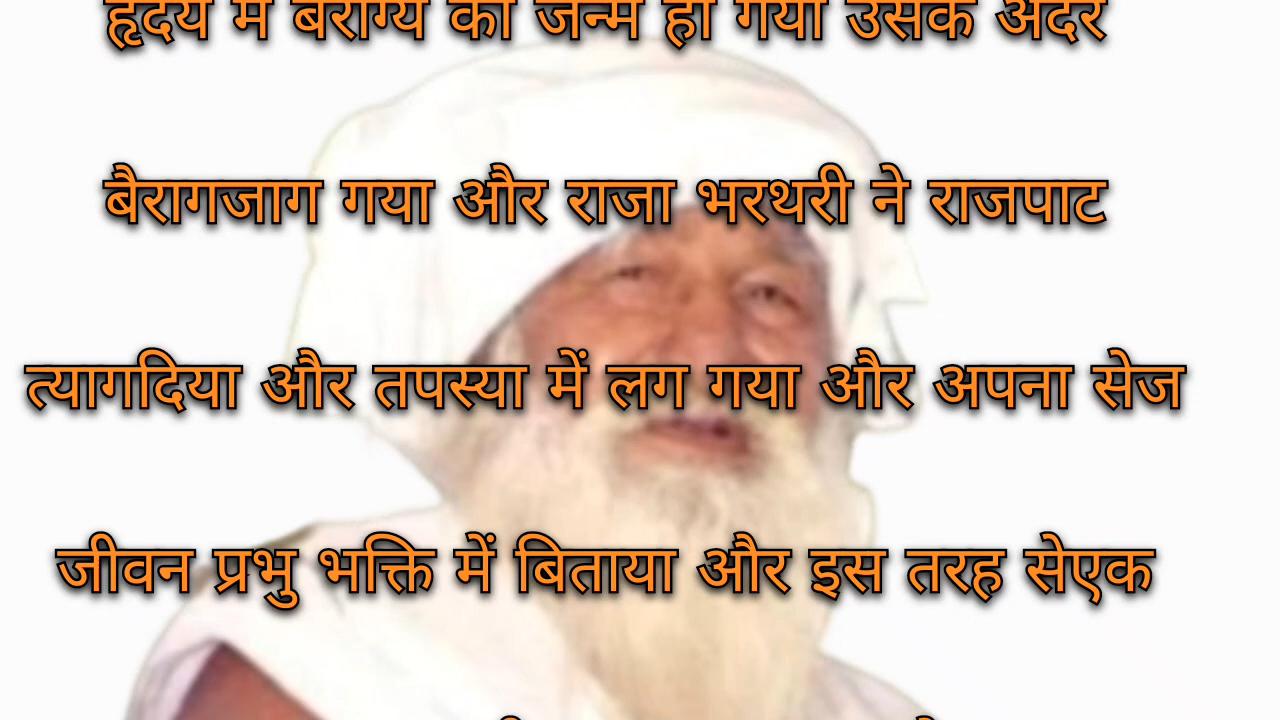 हृदय में बैराग्य का जन्म हो गया उसके अंदर
बैरागजाग गया और राजा भरथरी ने राजपाट
त्यागदिया और तपस्या में लग गया और अपना सेज
जीवन प्रभु भक्ति में बिताया और इस तरह सेएक